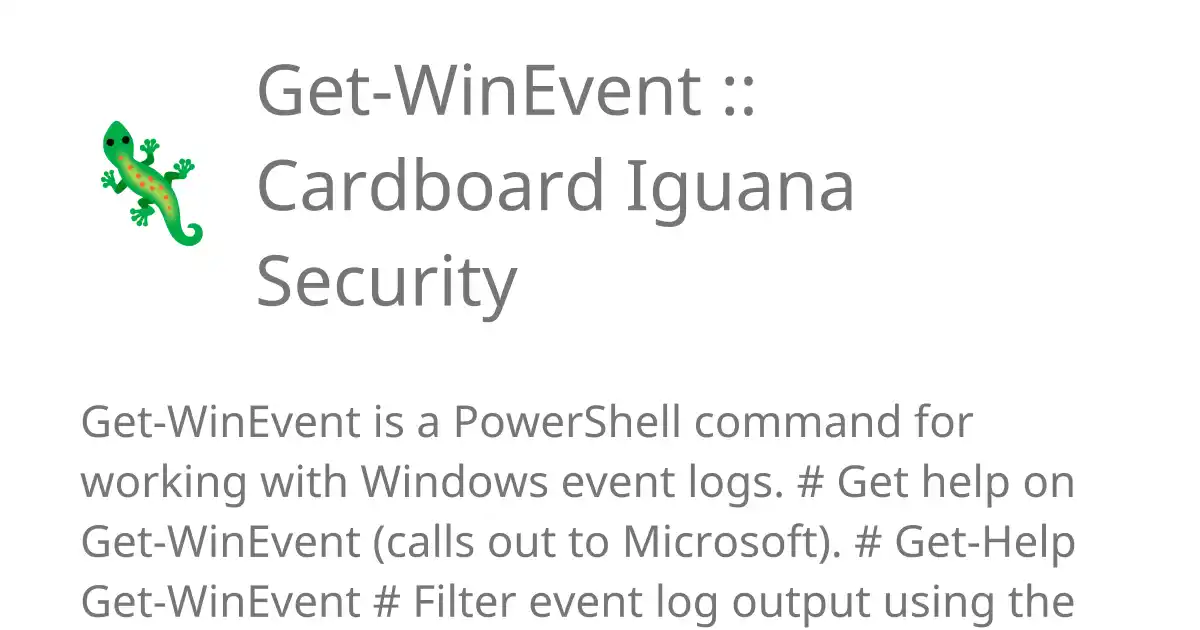 Get-WinEvent ::
Cardboard Iguana
Security
Get-WinEvent is a PowerShell command for
working with Windows event logs. # Get help on
Get-WinEvent (calls out to Microsoft). # Get-Help
Get-WinEvent # Filter event log output using the